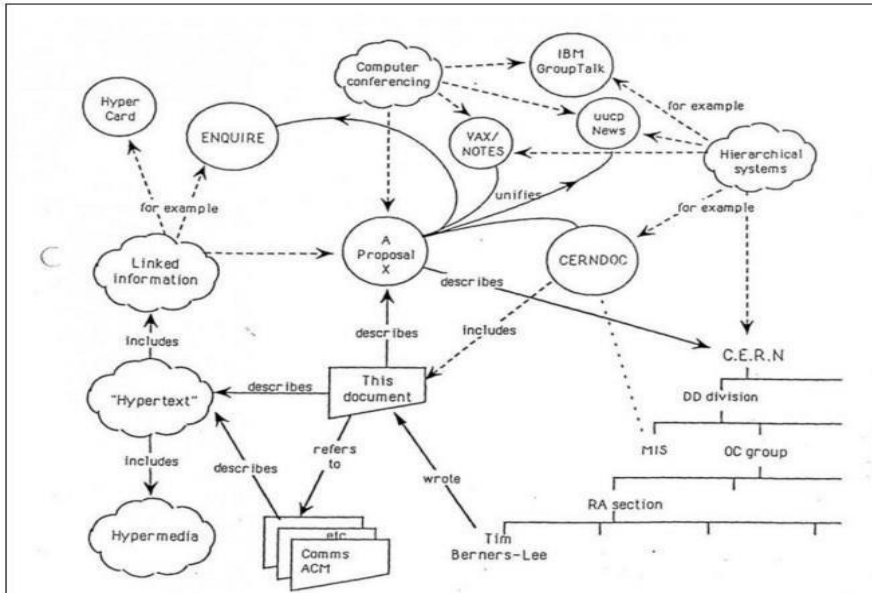 IBM
GroupTalk
Computer
conferencing
Hyper
Card
for example
uucp
News
ENQUIRE
VAX/
NOTES
Hierarchical
systems
unifies
for example
for example
A
Proposal
X
CERNDOC
Linked
information
describes
includes
describes
includes
C.E.R.N
This
document
describes
DD division
"Hypertext"
refers
to
MIS
OC group
includes
describes
wrote
RA section
Hypermedia
etc
Comms
ACM
Tim
Berners-Lee